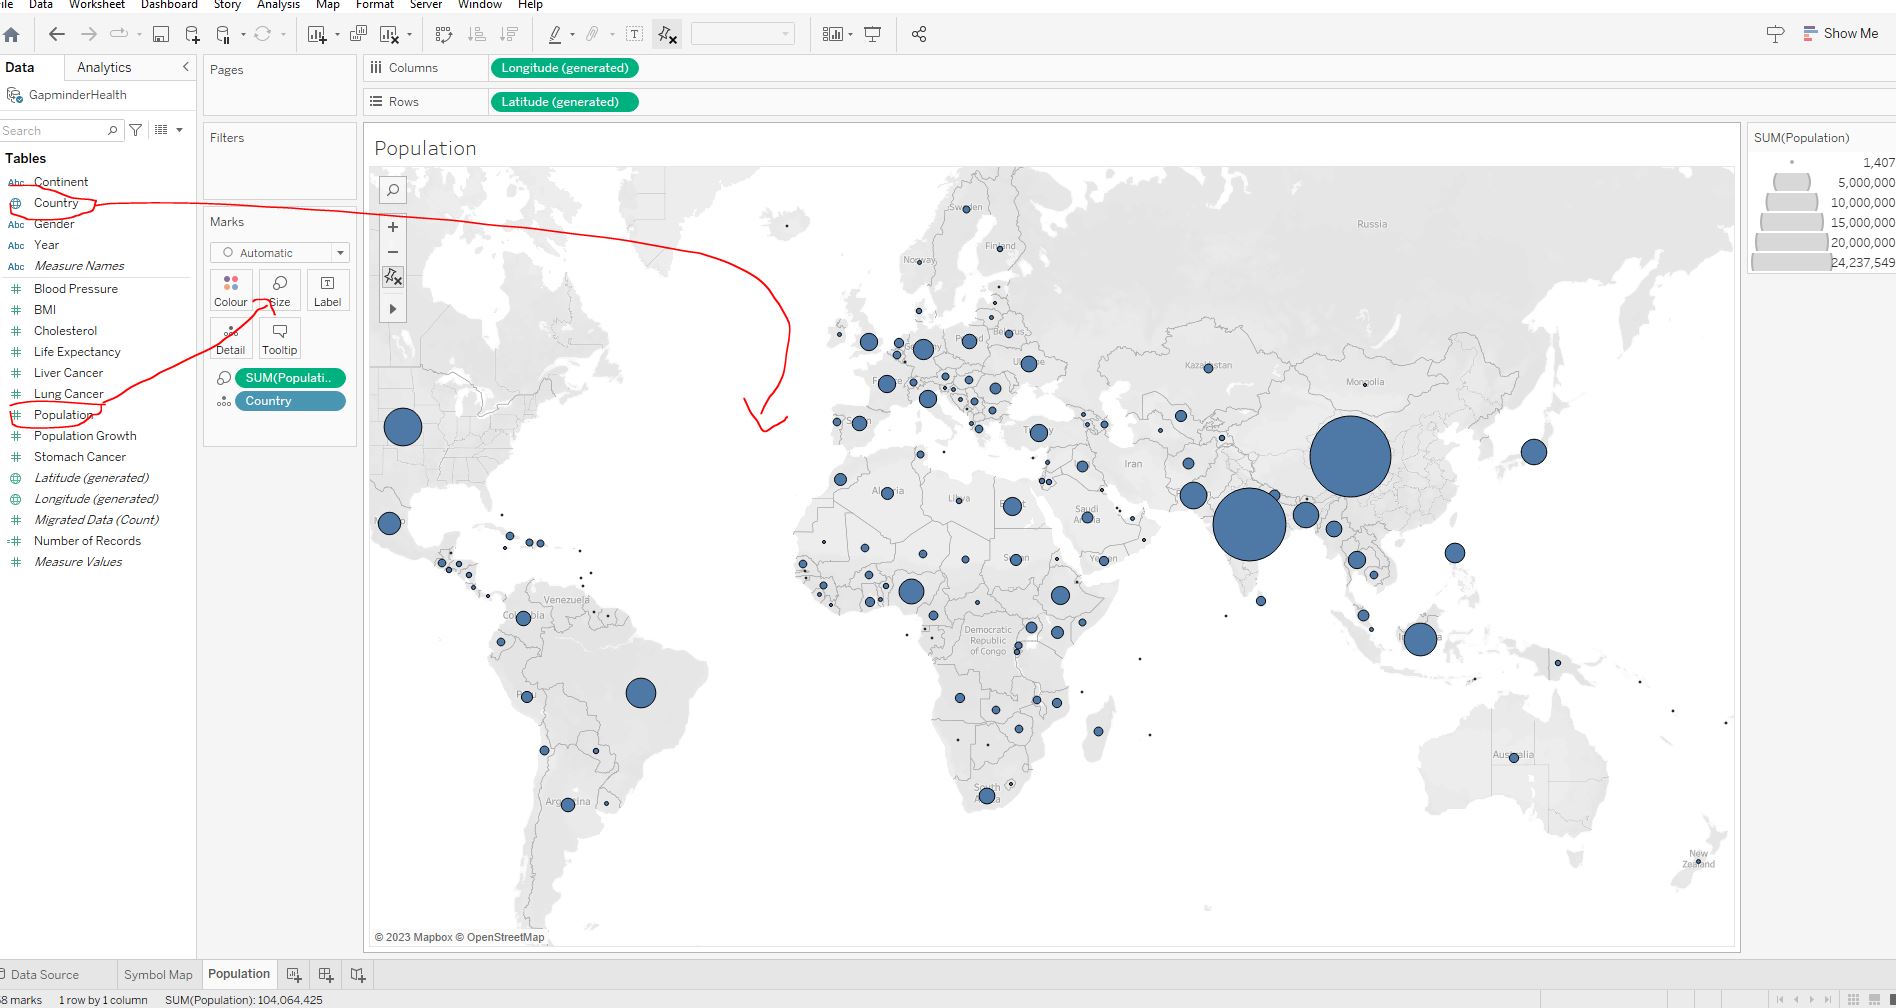 Data Worksheet Dashboard Story Analysis Map Format Server Window Help
Show Me
Data Analytics
GapminderHealth
Search
Tables
Abc Continent
Country
Abc Gender
Abc Year
Abc Measure Names
Blood Pressure
BMI
Cholesterol
Life Expectancy
Liver Cancer
Lung Cancer
Population
Population Growth
Stomach Cancer
Latitude (generated)
Longitude (generated)
Migrated Data (Count)
Number of Records
Measure Values
Pages
Filters
Marks
Automatic
Colour Size Label
Detail Tooltip
SUM(Populati..
Country
Columns Longitude (generated)
Rows Latitude (generated)
Population
Russia
Sweden
Finland
Norway
Belarus
Kazakhstan
Mongolia
Iran
Algeria
Libya
Saudi
Yemen
Venezuela
Democratic
Republic
of Congo
South
Argentina
Australia
New
Zealand
© 2023 Mapbox © OpenStreetMap
SUM(Population)
1,407
5,000,000
10,000,000
15,000,000
20,000,000
24,237,549
Data Source Symbol Map Population
8 marks 1 row by 1 column SUM(Population): 104,064,425